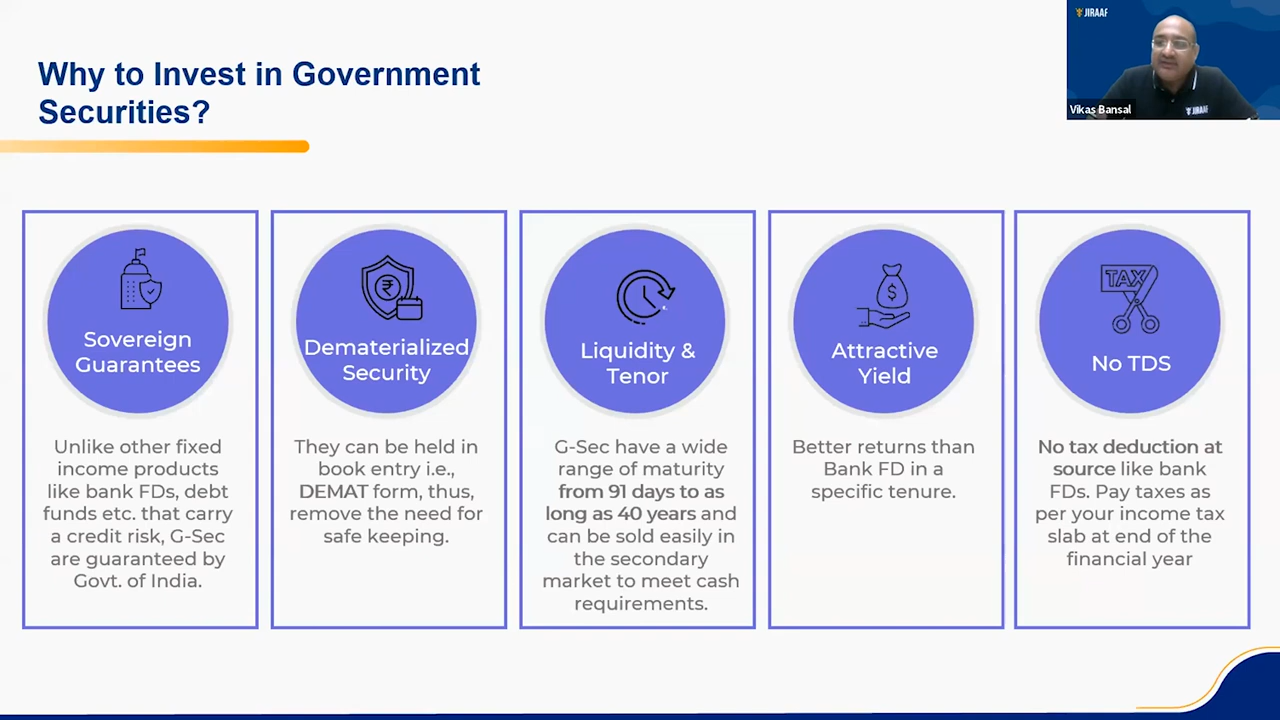 JIRAAF
Vikas Bansal
JIRAAF
Why to Invest in Government
Securities?
Sovereign
Guarantees
Unlike other fixed
income products
like bank FDs, debt
funds etc. that carry
a credit risk, G-Sec
are guaranteed by
Govt. of India.
₹
Dematerialized
Security
They can be held in
book entry i.e.,
DEMAT form, thus,
remove the need for
safe keeping.
Liquidity &
Tenor
G-Sec have a wide
range of maturity
from 91 days to as
long as 40 years and
can be sold easily in
the secondary
market to meet cash
requirements.
$
Attractive
Yield
Better returns than
Bank FD in a
specific tenure.
TAX
No TDS
No tax deduction at
source like bank
FDs. Pay taxes as
per your income tax
slab at end of the
financial year